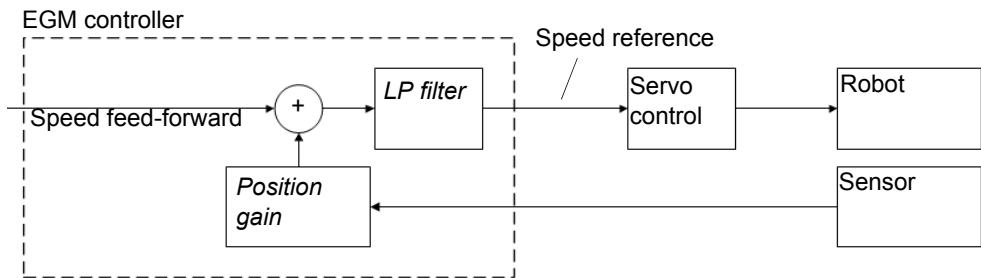 EGM controller
Speed reference
LP filter
Servo
control
Robot
+
Speed feed-forward
Position
gain
Sensor